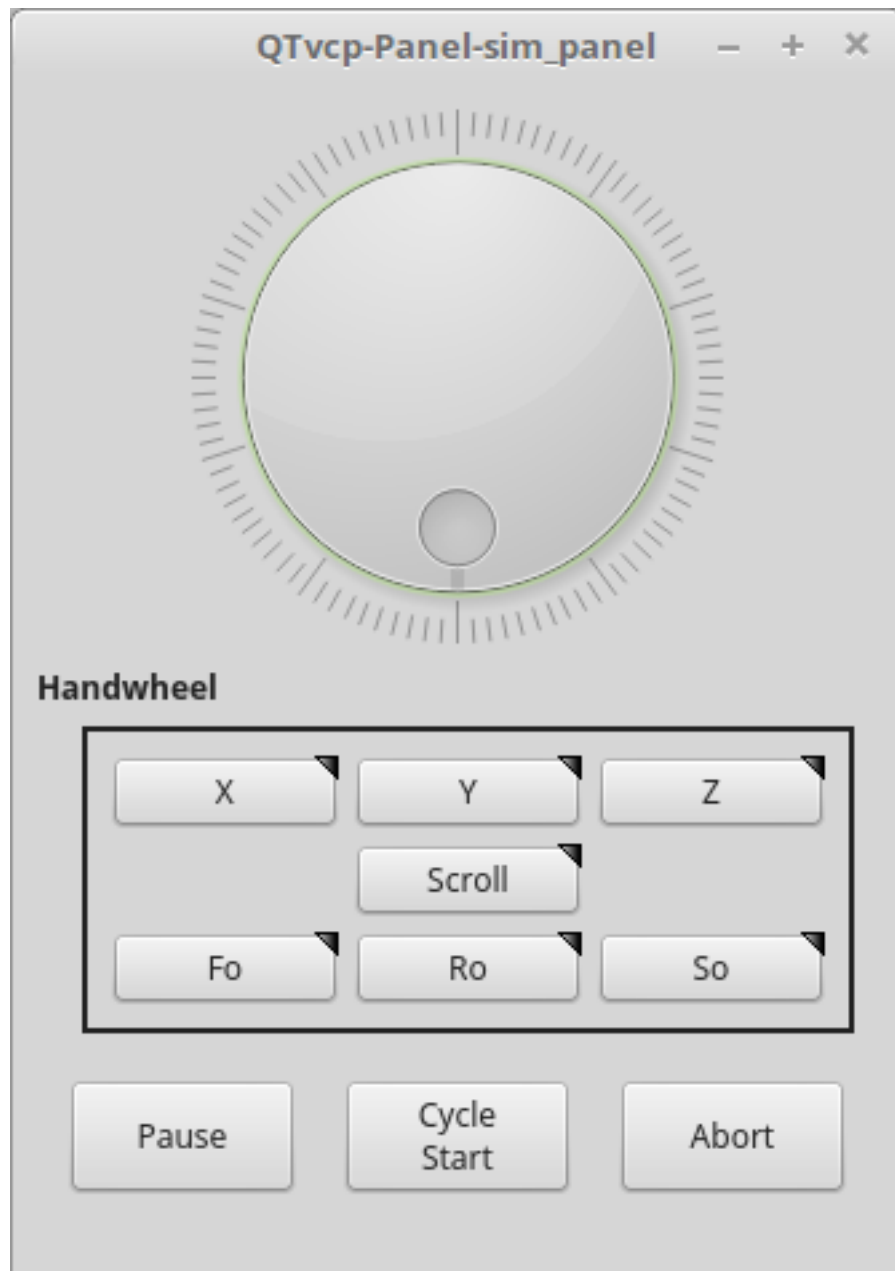 QTvcp-Panel-sim_panel
Handwheel
X
Y
Z
Scroll
Fo
Ro
So
Pause
Cycle
Start
Abort